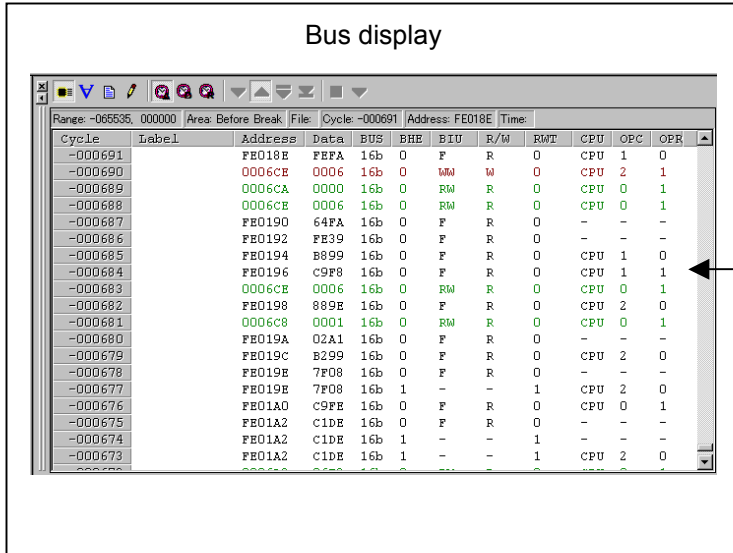 Bus display
Range: -065535, 000000 Area: Before Break File: Cycle: -000691 Address: FE018E Time:
Cycle Label Address Data BUS BHE BIU R/W RWT CPU OPC OPR
-000691 FE018E FEFA 16b 0 F R 0 CPU 1 0
-000690 0006CE 0006 16b 0 WW W 0 CPU 2 1
-000689 0006CA 0000 16b 0 RW R 0 CPU 0 1
-000688 0006CE 0006 16b 0 RW R 0 CPU 0 1
-000687 FE0190 64FA 16b 0 F R 0 - - -
-000686 FE0192 FE39 16b 0 F R 0 - - -
-000685 FE0194 B899 16b 0 F R 0 CPU 1 0
-000684 FE0196 C9F8 16b 0 F R 0 CPU 1 1
-000683 0006CE 0006 16b 0 RW R 0 CPU 0 1
-000682 FE0198 889E 16b 0 F R 0 CPU 2 0
-000681 0006C8 0001 16b 0 RW R 0 CPU 0 1
-000680 FE019A 02A1 16b 0 F R 0 - - -
-000679 FE019C B299 16b 0 F R 0 CPU 2 0
-000678 FE019E 7F08 16b 0 F R 0 - - -
-000677 FE019E 7F08 16b 1 - - 1 CPU 2 0
-000676 FE01A0 C9FE 16b 0 F R 0 CPU 0 1
-000675 FE01A2 C1DE 16b 0 F R 0 - - -
-000674 FE01A2 C1DE 16b 1 - - 1 - - -
-000673 FE01A2 C1DE 16b 1 - - 1 CPU 2 0